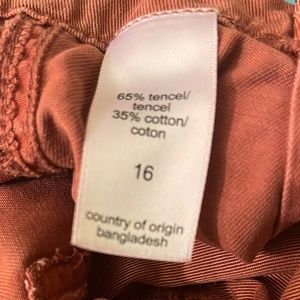 65% tencel/
tencel
35% cotton/
coton
16
country of origin
bangladesh